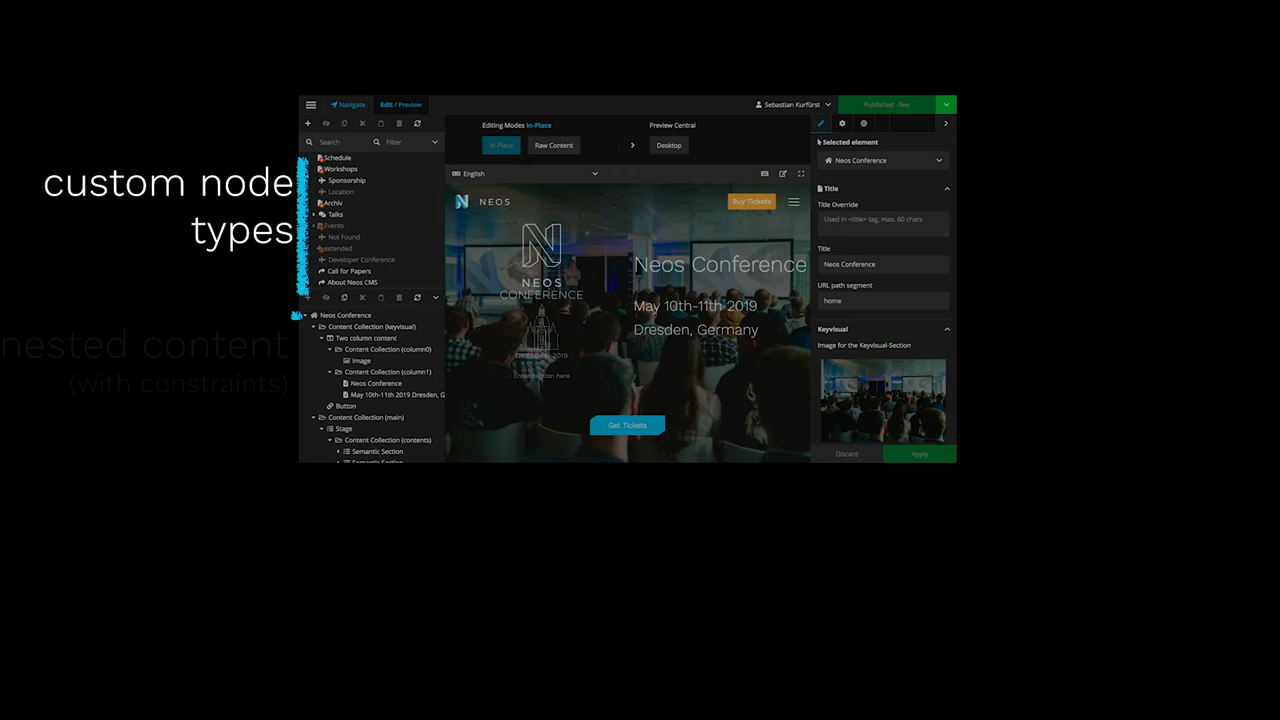 custom node
types
nested content
(with constraints)
Navigate
Edit / Preview
Sebastian Kurfürst
Published - live
Search
Filter
Schedule
Workshops
Sponsorship
Location
Archiv
Talks
Events
Not Found
extended
Developer Conference
Call for Papers
About Neos CMS
Neos Conference
Content Collection (keyvisual)
Two column content
Content Collection (column0)
Image
Content Collection (column1)
Neos Conference
May 10th-11th 2019 Dresden, G
Button
Content Collection (main)
Stage
Content Collection (contents)
Semantic Section
Semantic Section
Editing Modes In-Place
Preview Central
In-Place
Raw Content
Desktop
English
NEOS
Buy Tickets
NEOS
CONFERENCE
DRESDEN 2019
Neos Conference
May 10th-11th 2019
Dresden, Germany
Get Tickets
Selected element
Neos Conference
Title
Title Override
Used in <title> tag, max. 60 chars
Title
Neos Conference
URL path segment
home
Keyvisual
Image for the Keyvisual-Section
Discard
Apply